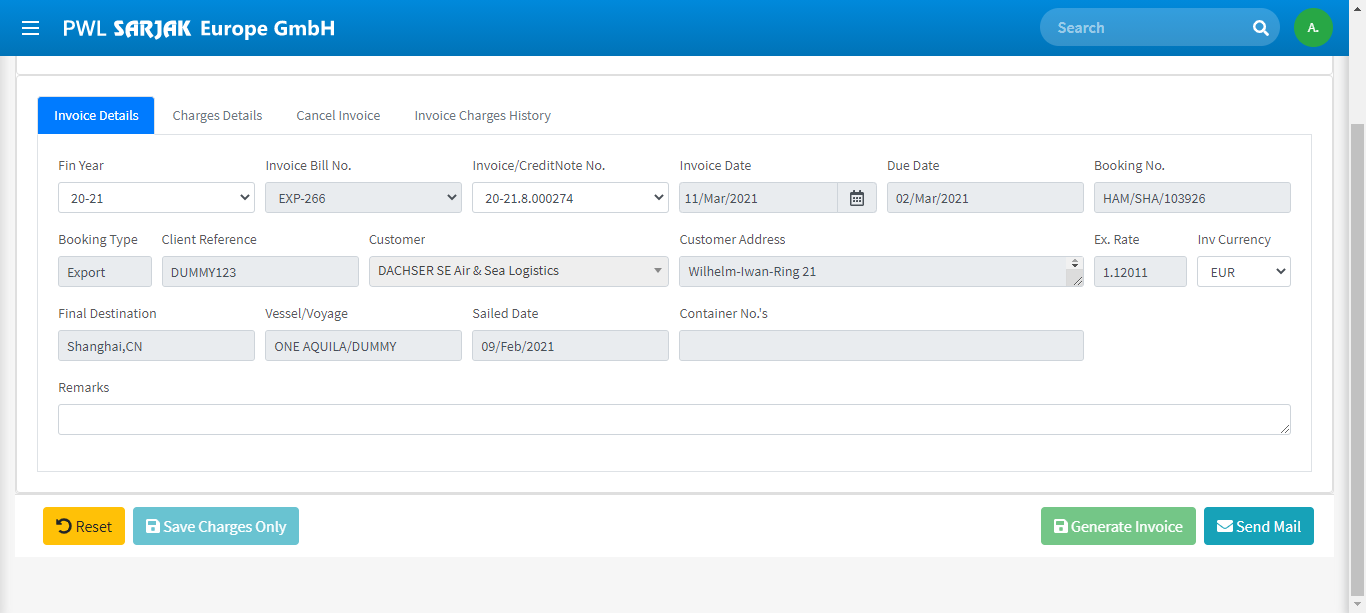 PWL SARJAK Europe GmbH Search A.
Invoice Details Charges Details Cancel Invoice Invoice Charges History
Fin Year Invoice Bill No. Invoice/CreditNote No. Invoice Date Due Date Booking No.
20-21 EXP-266 20-21.8.000274 11/Mar/2021 02/Mar/2021 HAM/SHA/103926
Booking Type Client Reference Customer Customer Address Ex. Rate Inv Currency
Export DUMMY123 DACHSER SE Air & Sea Logistics Wilhelm-Iwan-Ring 21 1.12011 EUR
Final Destination Vessel/Voyage Sailed Date Container No.'s
Shanghai,CN ONE AQUILA/DUMMY 09/Feb/2021
Remarks
Reset Save Charges Only Generate Invoice Send Mail